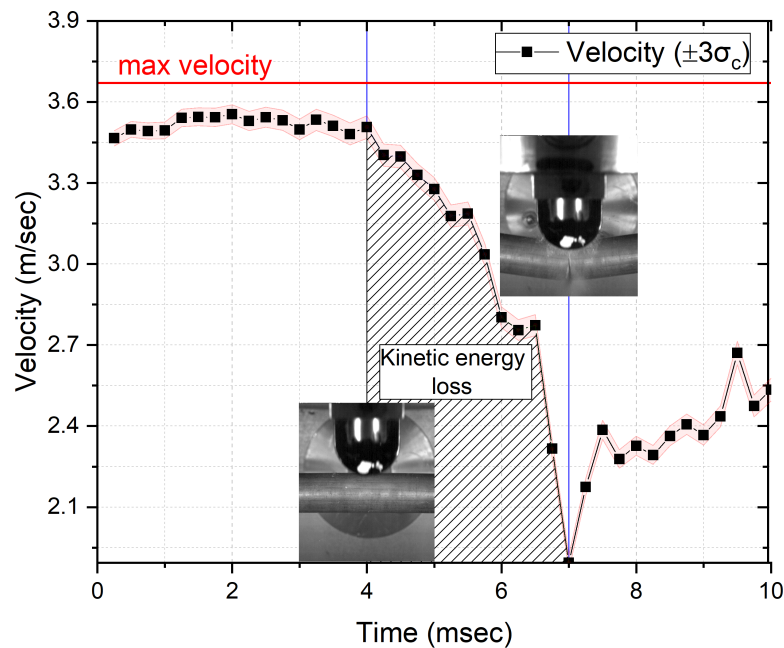 3.9
3.6
3.3
3.0
2.7
2.4
2.1
Velocity (m/sec)
max velocity
Velocity (±3σc)
Kinetic energy
loss
0 2 4 6 8 10
Time (msec)